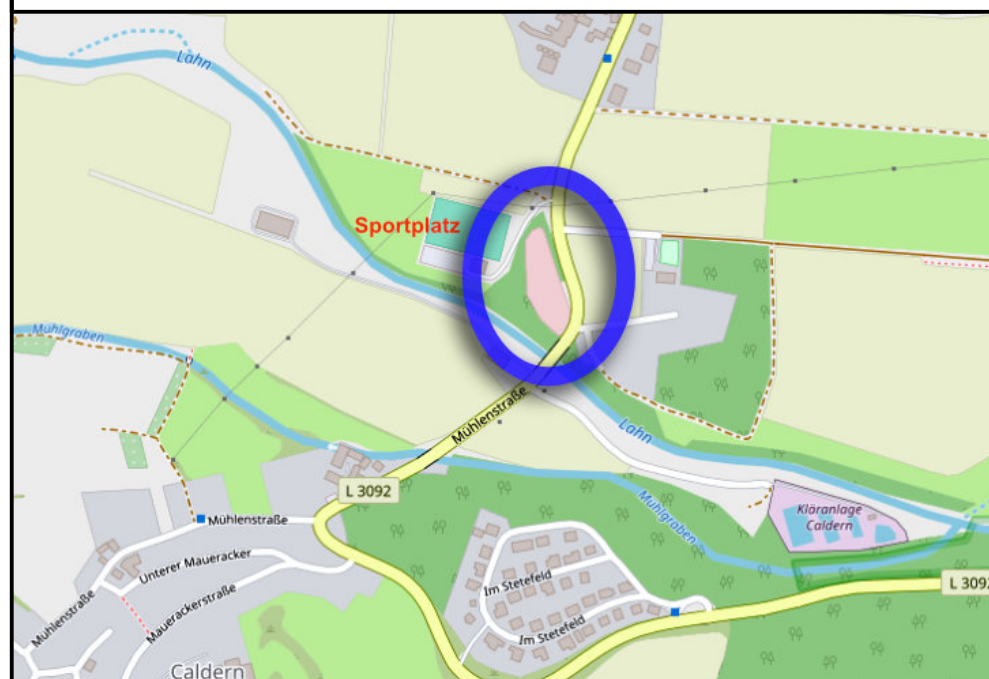 Lahn
Sportplatz
Mühlgraben
Mühlenstraße
Lahn
L 3092
Mühlgraben
Kläranlage
Caldern
Mühlenstraße
Unterer Maueracker
Mauerackerstraße
Mühlenstraße
Im Stetefeld
Im Stetefeld
L 3092
Caldern